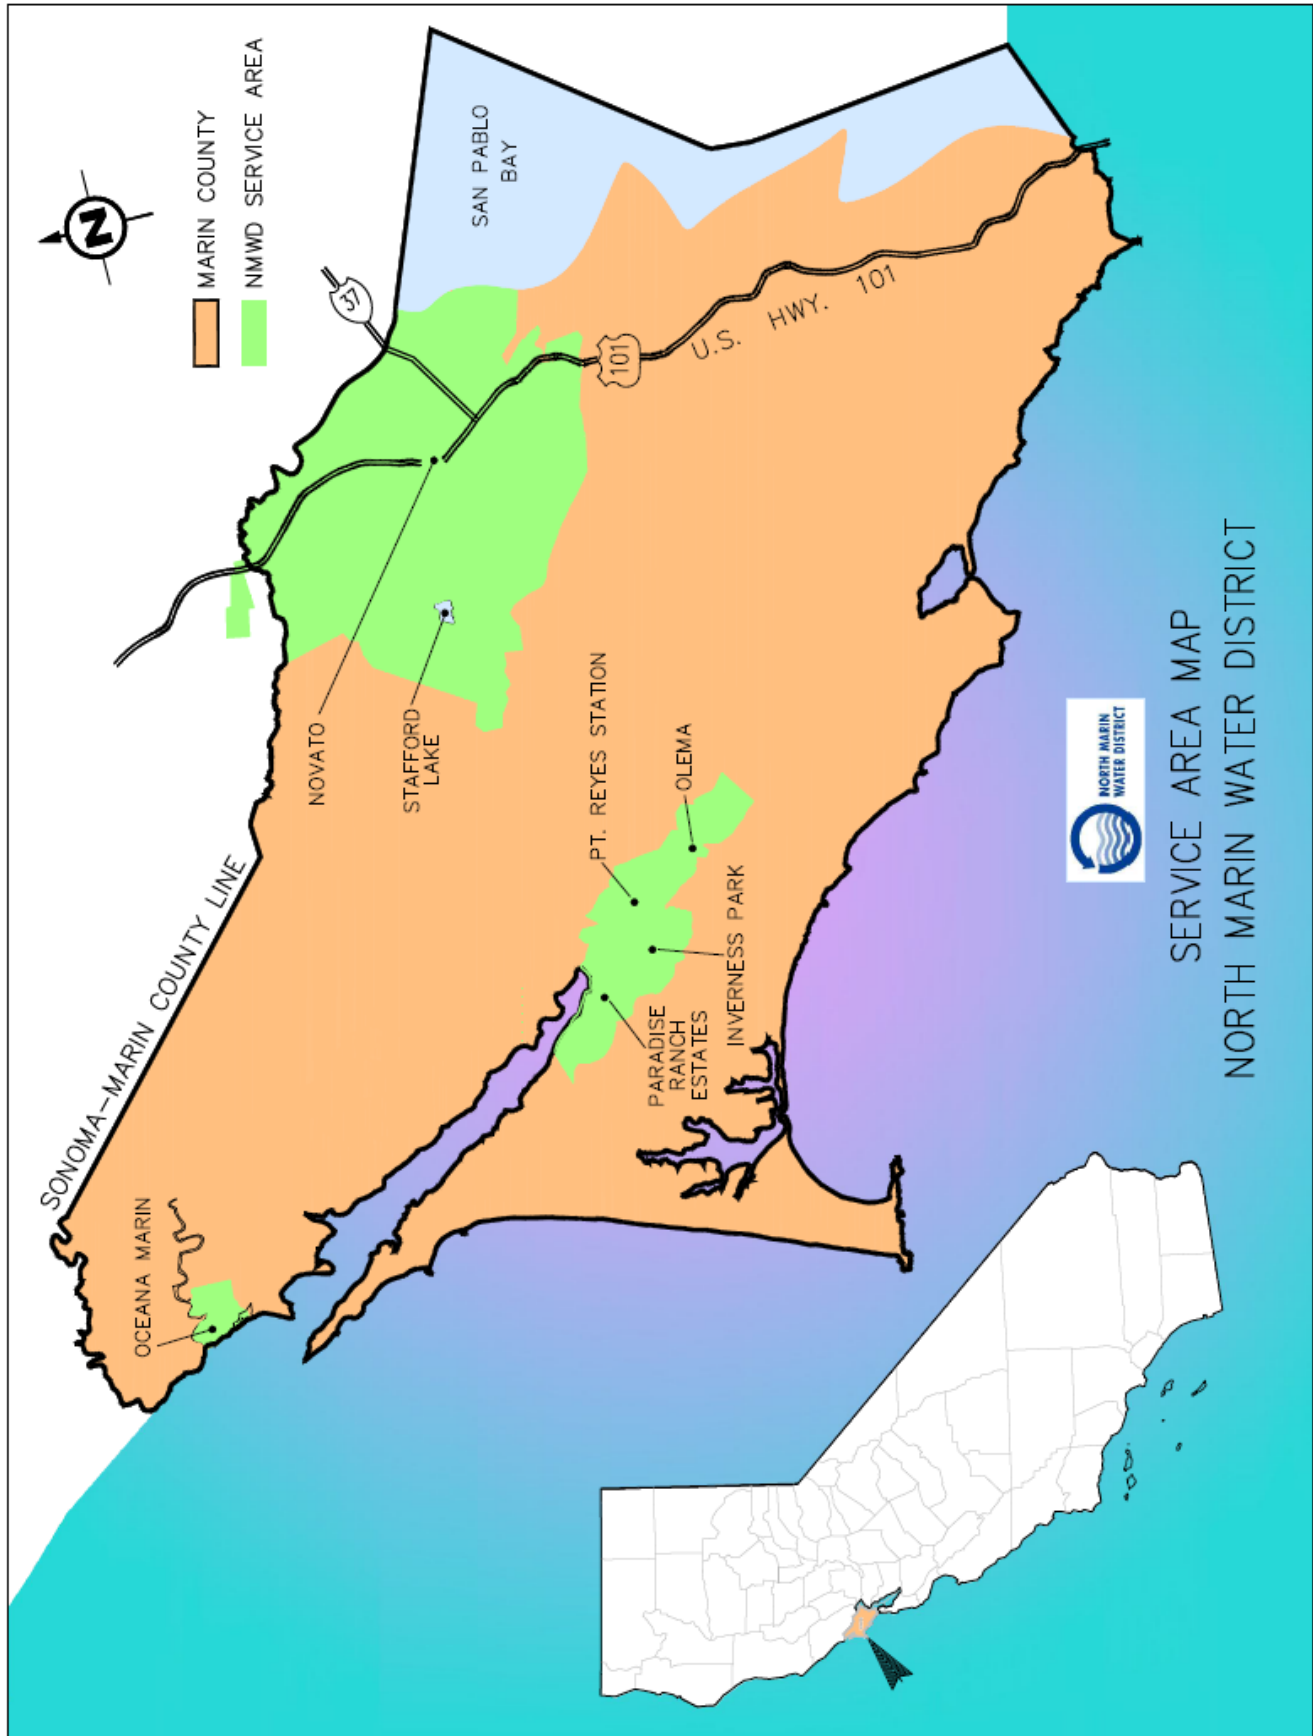 SONOMA-MARIN COUNTY LINE
OCEANA MARIN
NOVATO
STAFFORD
LAKE
PT. REYES STATION
OLEMA
INVERNESS PARK
PARADISE
RANCH
ESTATES
N
MARIN COUNTY
NMWD SERVICE AREA
37
SAN PABLO
BAY
101
U.S. HWY. 101
NORTH MARIN
WATER DISTRICT
SERVICE AREA MAP
NORTH MARIN WATER DISTRICT